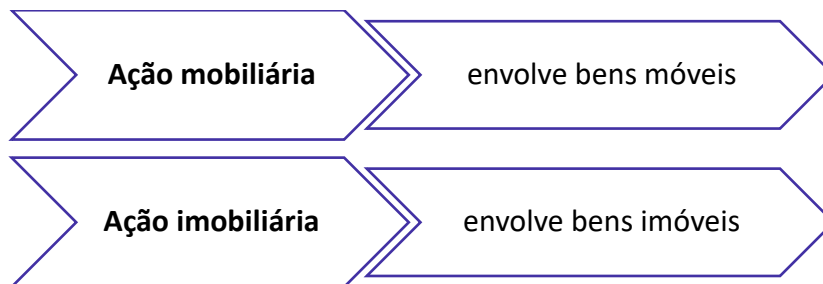 Ação mobiliária
envolve bens móveis
Ação imobiliária
envolve bens imóveis